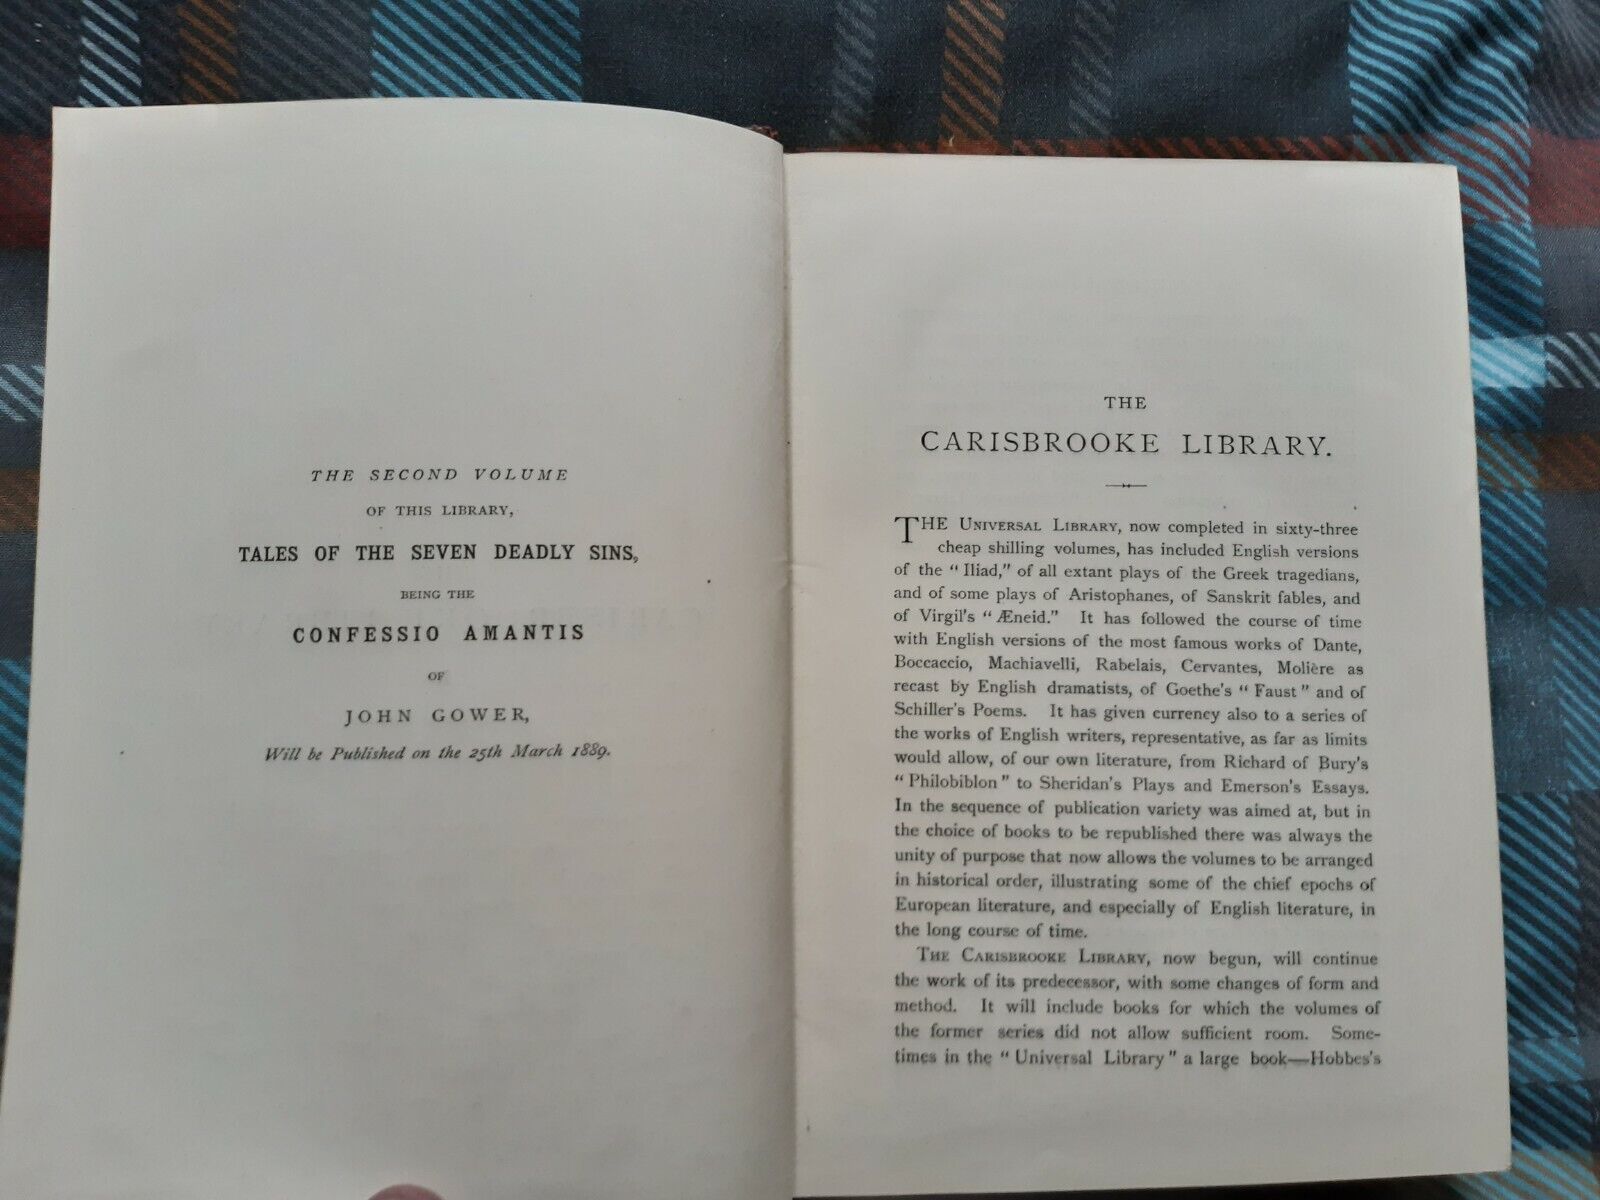 THE SECOND VOLUME
OF THIS LIBRARY,
TALES OF THE SEVEN DEADLY SINS,
BEING THE
CONFESSIO AMANTIS
OF
JOHN GOWER,
Will be Published on the 25th March 1889.
THE
CARISBROOKE LIBRARY.
THE UNIVERSAL LIBRARY, now completed in sixty-three
cheap shilling volumes, has included English versions
of the "Iliad," of all extant plays of the Greek tragedians,
and of some plays of Aristophanes, of Sanskrit fables, and
of Virgil's "Æneid." It has followed the course of time
with English versions of the most famous works of Dante,
Boccaccio, Machiavelli, Rabelais, Cervantes, Molière as
recast by English dramatists, of Goethe's "Faust" and of
Schiller's Poems. It has given currency also to a series of
the works of English writers, representative, as far as limits
would allow, of our own literature, from Richard of Bury's
"Philobiblon" to Sheridan's Plays and Emerson's Essays.
In the sequence of publication variety was aimed at, but in
the choice of books to be republished there was always the
unity of purpose that now allows the volumes to be arranged
in historical order, illustrating some of the chief epochs of
European literature, and especially of English literature, in
the long course of time.
THE CARISBROOKE LIBRARY, now begun, will continue
the work of its predecessor, with some changes of form and
method. It will include books for which the volumes of
the former series did not allow sufficient room. Some-
times in the "Universal Library" a large book—Hobbes's